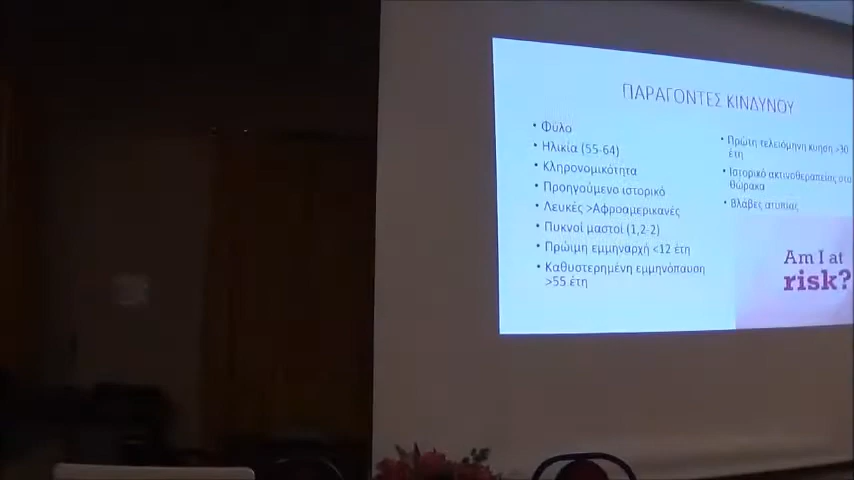 ΠΑΡΑΓΟΝΤΕΣ ΚΙΝΔΥΝΟΥ
• Φύλο
• Ηλικία (55-64)
• Κληρονομικότητα
• Προηγούμενο ιστορικό
• Λευκές >Αφροαμερικανές
• Πυκνοί μαστοί (1,2-2)
• Πρώιμη εμμηναρχή <12 έτη
• Καθυστερημένη εμμηνόπαυση
>55 έτη
• Πρώτη τελειόμηνη κύηση >30
έτη
• Ιστορικό ακτινοθεραπείας στο
θώρακα
• Βλάβες ατυπίας
Am I at
risk?